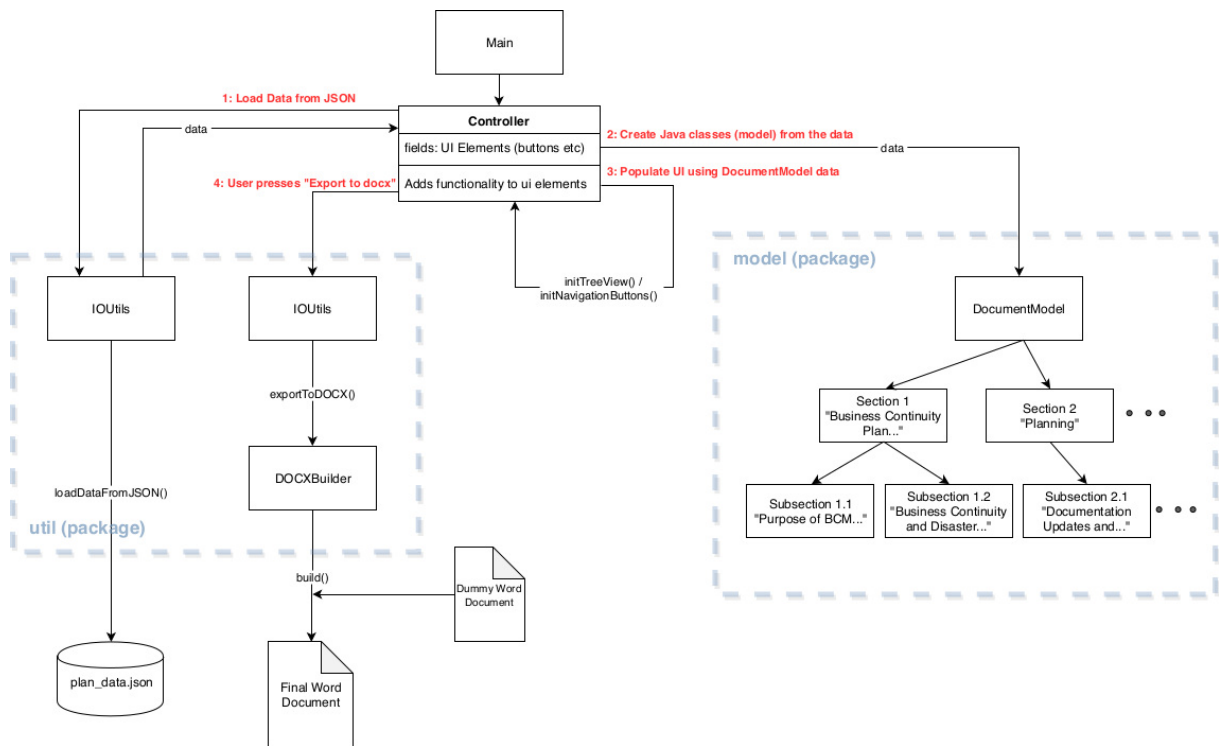 Main
1: Load Data from JSON
data
Controller
fields: UI Elements (buttons etc)
Adds functionality to ui elements
2: Create Java classes (model) from the data
data
3: Populate UI using DocumentModel data
4: User presses "Export to docx"
initTreeView() /
initNavigationButtons()
model (package)
IOUtils
IOUtils
DocumentModel
exportToDOCX()
Section 1
"Business Continuity
Plan..."
Section 2
"Planning"
DOCXBuilder
loadDataFromJSON()
util (package)
Subsection 1.1
"Purpose of BCM..."
Subsection 1.2
"Business Continuity
and Disaster..."
Subsection 2.1
"Documentation
Updates and..."
build()
Dummy Word
Document
plan_data.json
Final Word
Document